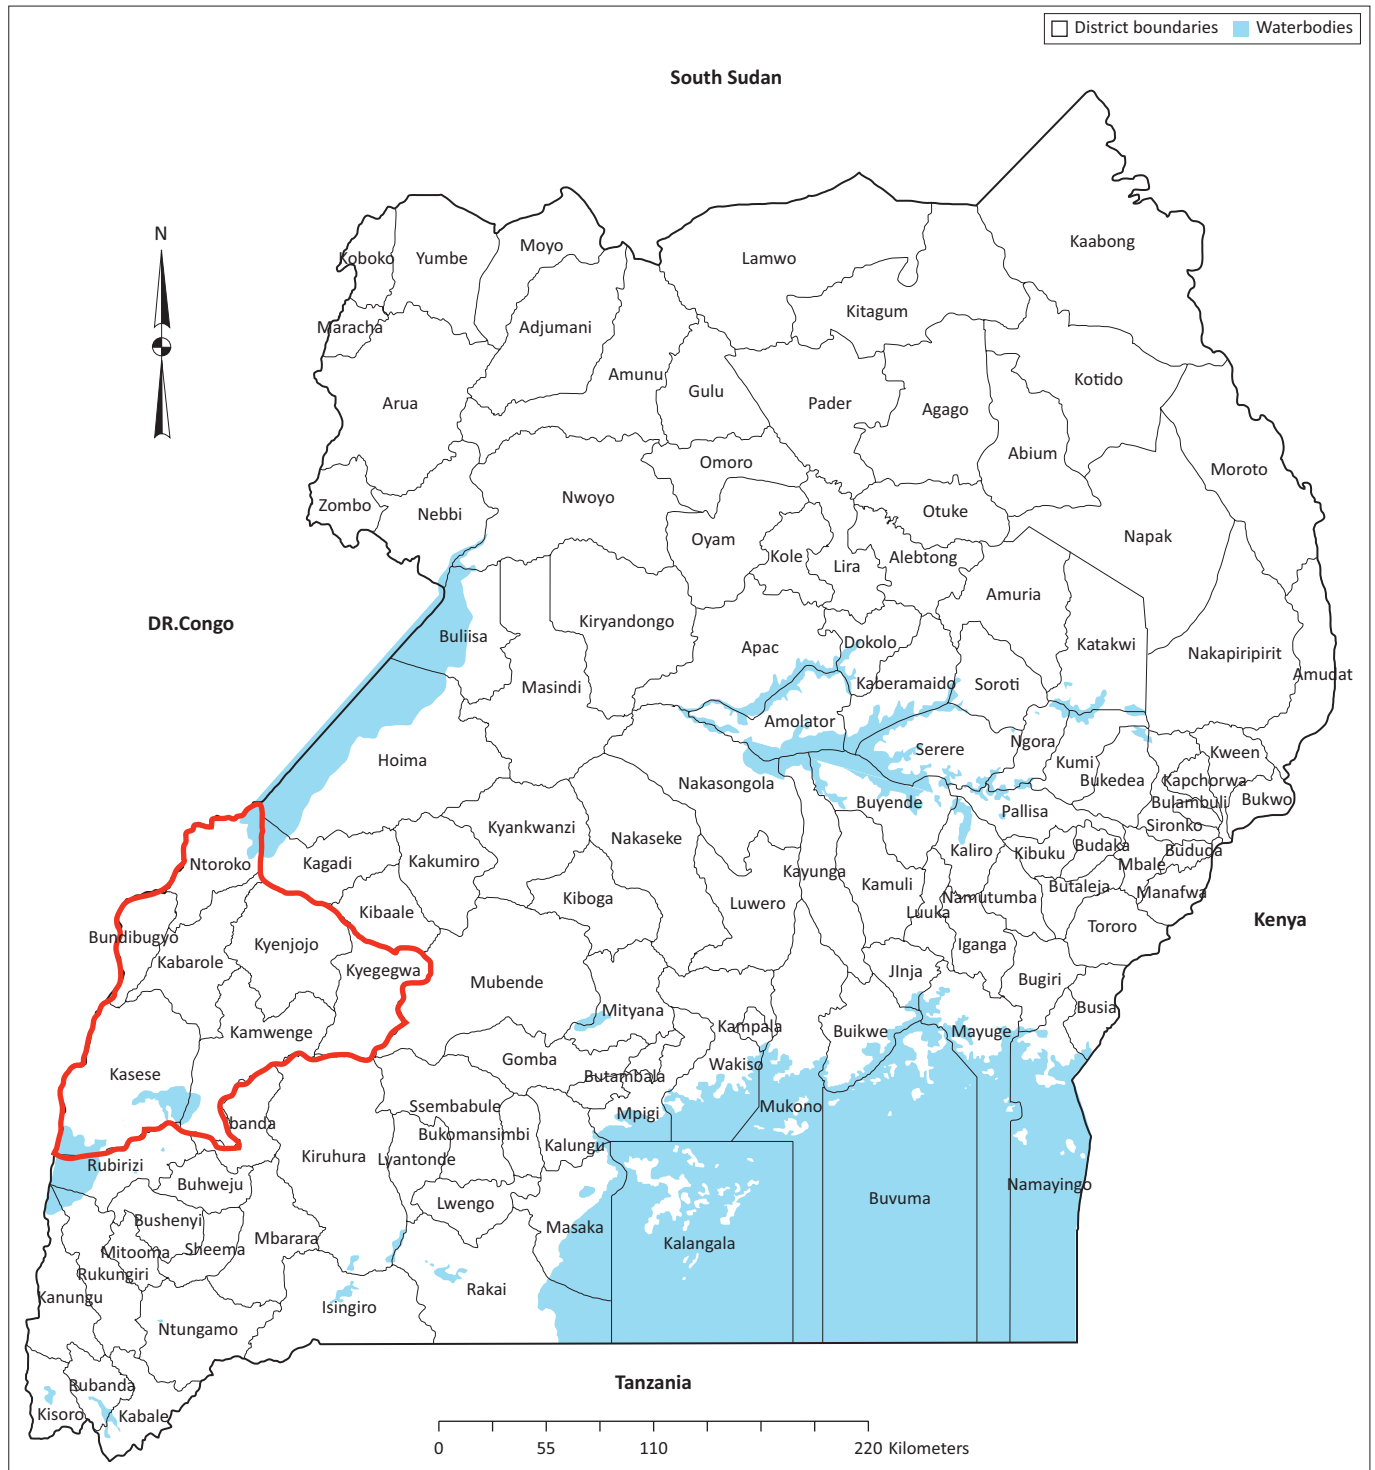 District boundaries Waterbodies
South Sudan
N
Kaabong
Koboko
Yumbe
Moyo
Lamwo
Kitagum
Maracha
Adjumani
Amunu
Gulu
Kotido
Arua
Pader
Agago
Abium
Omoro
Moroto
Zombo
Nebbi
Nwoyo
Otuke
Oyam
Napak
Kole
Lira
Alebtong
Amuria
DR.Congo
Buliisa
Kiryandongo
Apac
Dokolo
Katakwi
Nakapiripirit
Amudat
Masindi
Kaberamaido
Soroti
Amolator
Hoima
Serere
Ngora
Kumi
Kween
Nakasongola
Bukedea
Kapchorwa
Buyende
Pallisa
Bulambuli
Bukwo
Kyankwanzi
Nakaseke
Sironko
Ntoroko
Kagadi
Kakumiro
Kaliro
Kibuku
Budaka
Mbale
Bududa
Kayunga
Kamuli
Butaleja
Manafwa
Kiboga
Luwero
Namutumba
Kibaale
Luuka
Tororo
Kenya
Bundibugyo
Kyenjojo
Iganga
Kabarole
Kyegegwa
Mubende
JInja
Bugiri
Mityana
Busia
Kamwenge
Kampala
Buikwe
Mayuge
Kasese
Gomba
Wakiso
Butambala
Ssembabule
Mpigi
Mukono
banda
Bukomansimbi
Kalungu
Kiruhura
Lyantonde
Rubirizi
Buhweju
Namayingo
Buvuma
Lwengo
Bushenyi
Masaka
Mbarara
Kalangala
Mitooma
Sheema
Rukungiri
Rakai
Kanungu
Isingiro
Ntungamo
Tanzania
Rubanda
Kisoro
Kabale
0 55 110 220 Kilometers